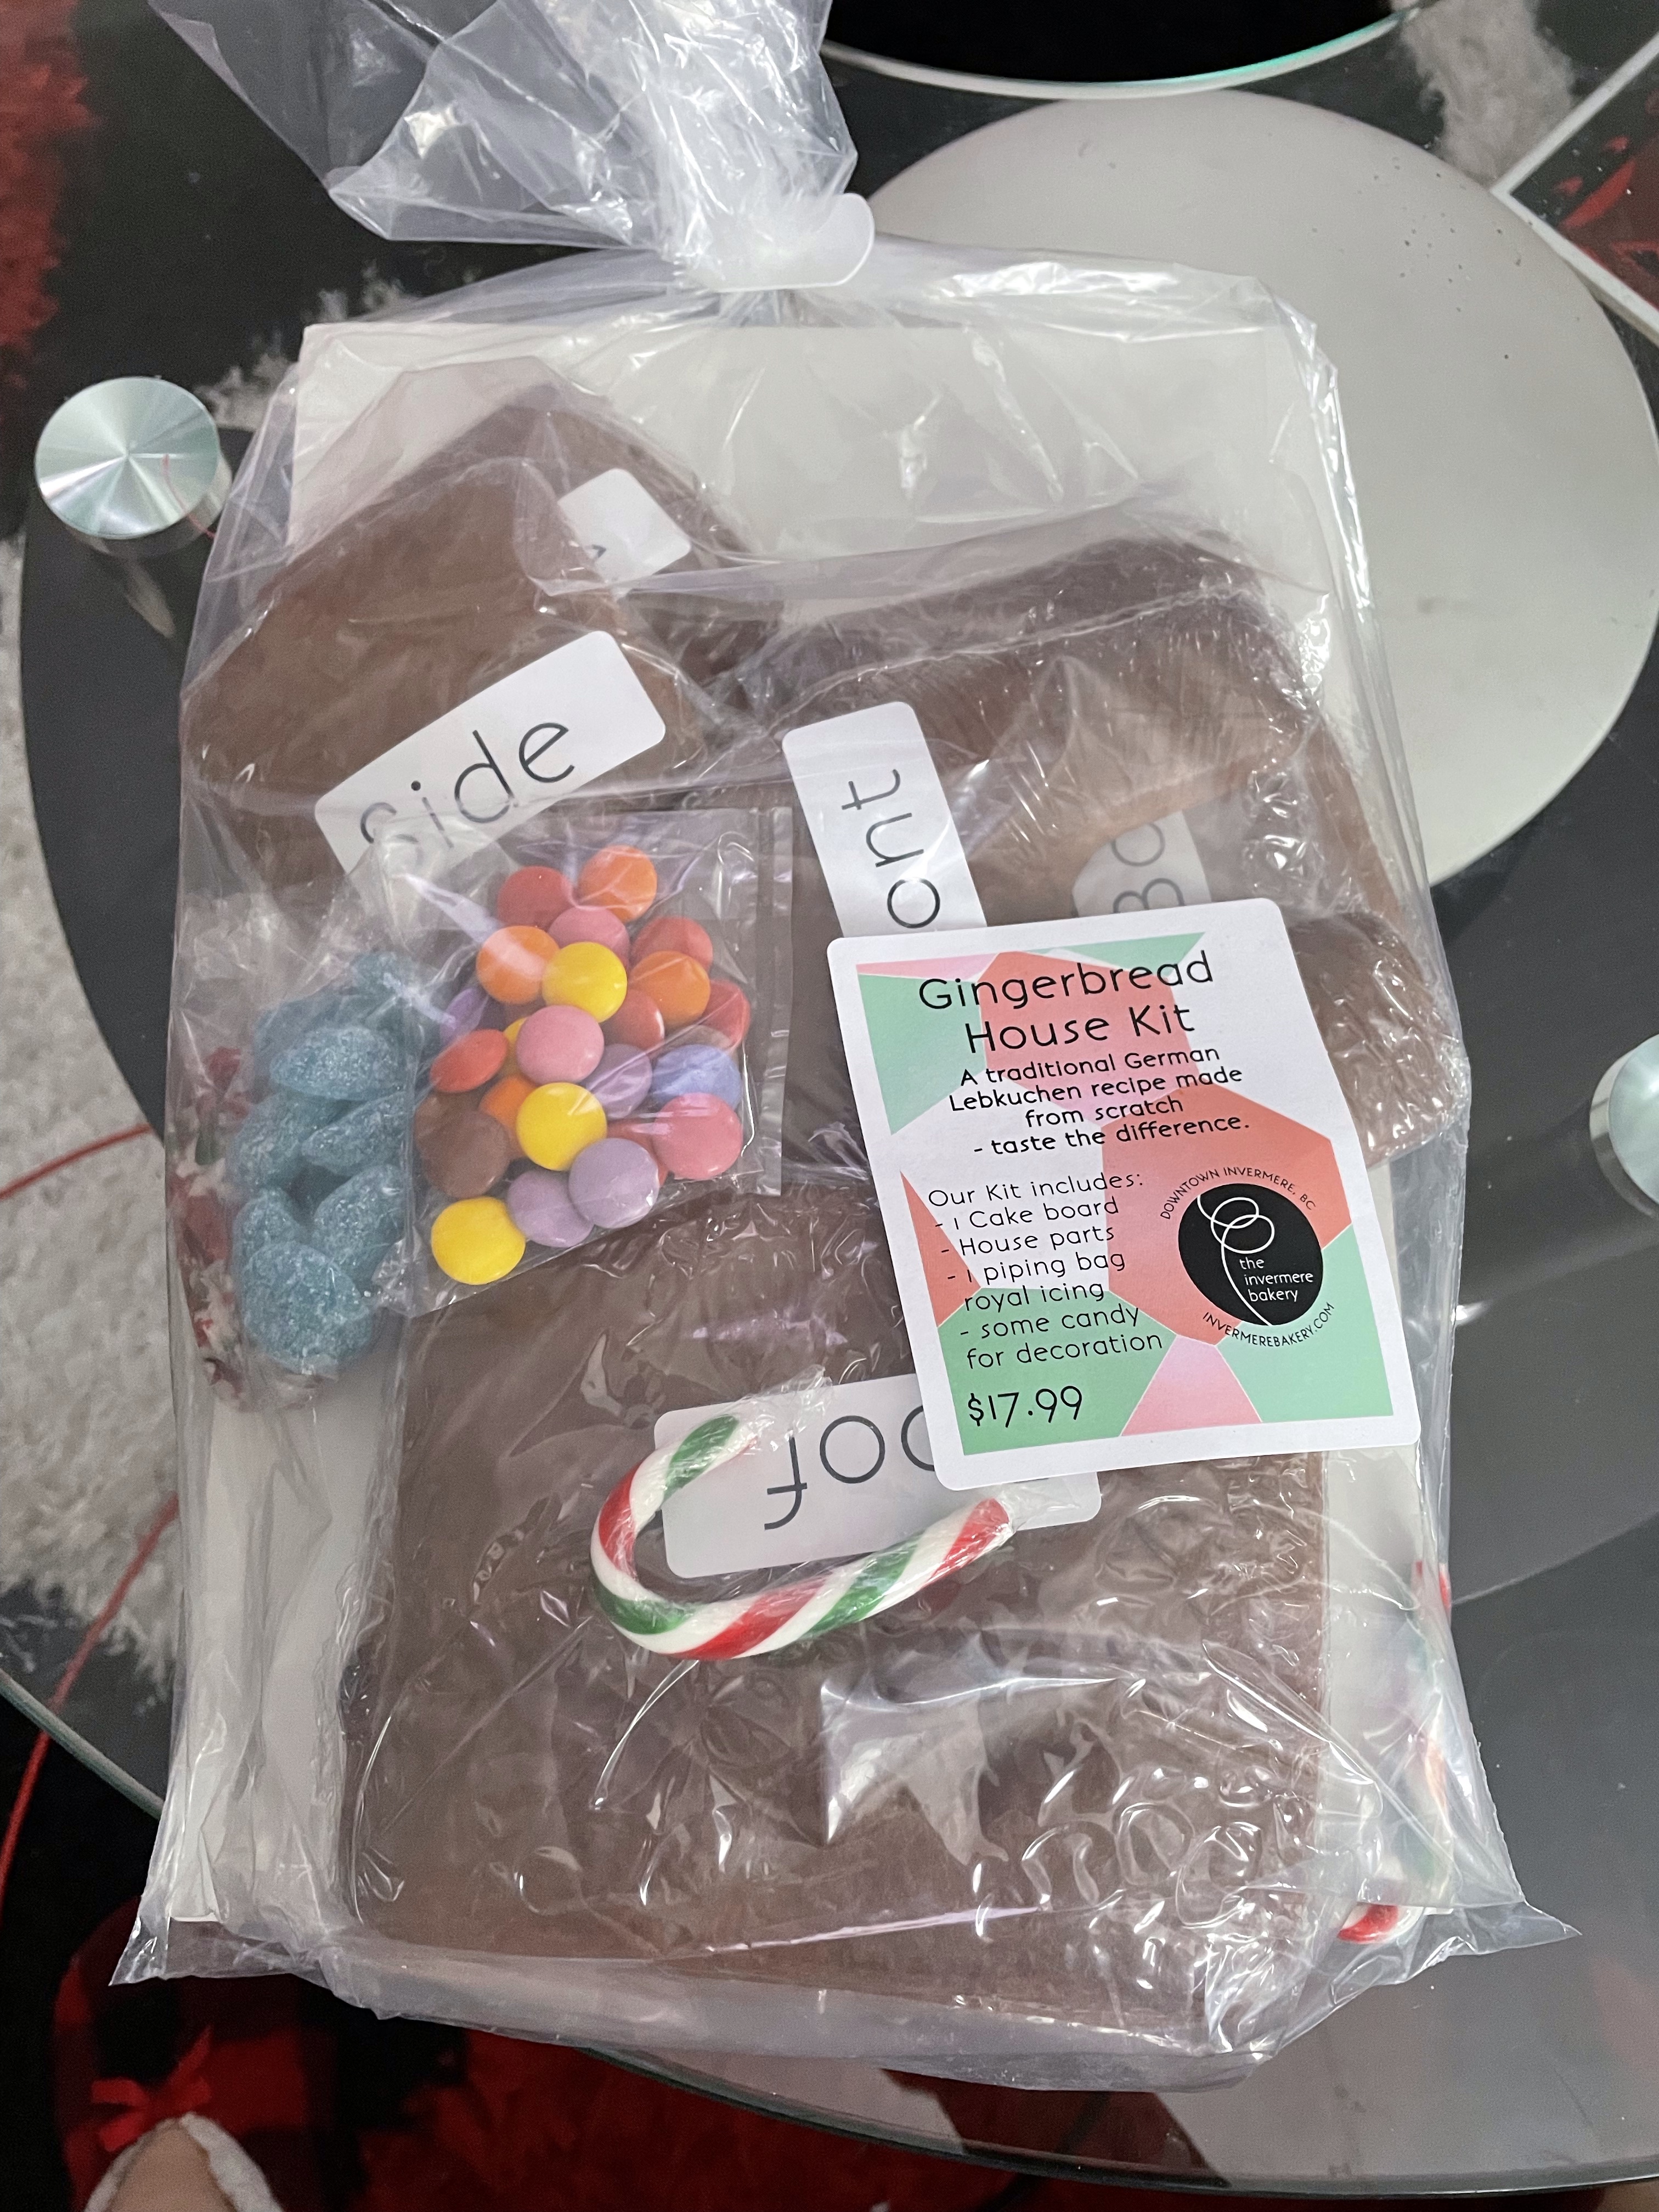 Side
ont
Bo
Gingerbread
House Kit
A traditional German
Lebkuchen recipe made
from scratch
- taste the difference.
Our Kit includes:
- 1 Cake board
- House parts
- 1 piping bag
royal icing
- some candy
for decoration
$17.99
DOWNTOWN INVERMERE, BC
the
invermere
bakery
INVERMEREBAKERY.COM
oof